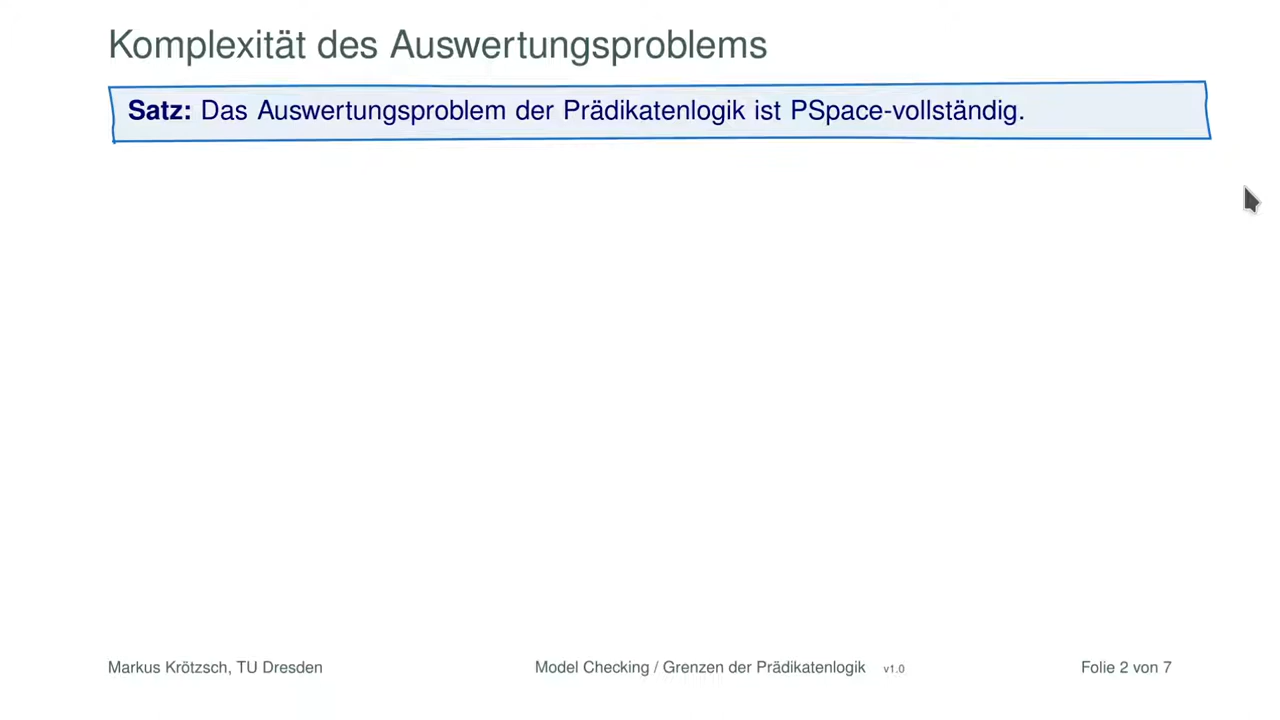 Komplexität des Auswertungsproblems
Satz: Das Auswertungsproblem der Prädikatenlogik ist PSpace-vollständig.
Markus Krötzsch, TU Dresden
Model Checking / Grenzen der Prädikatenlogik v1.0
Folie 2 von 7